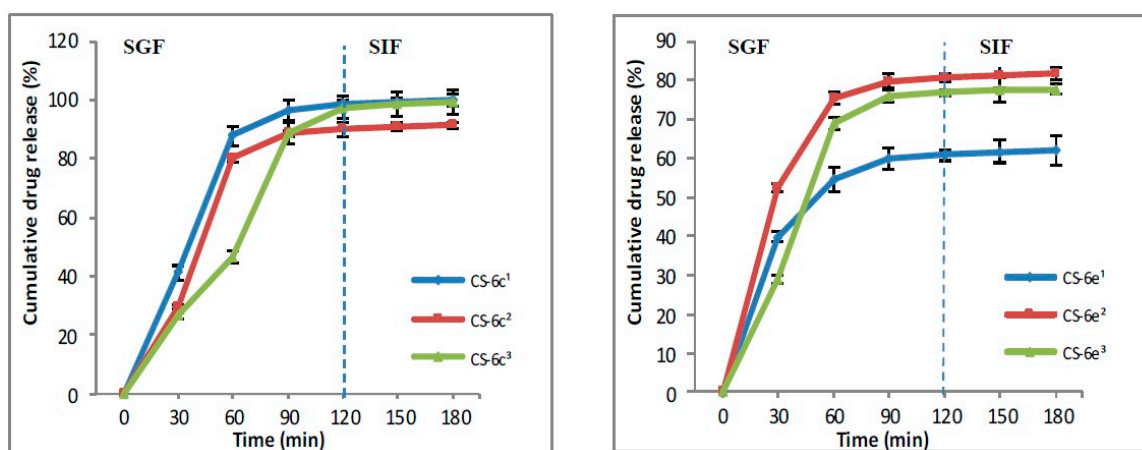 SGF SIF
Cumulative drug release (%)
120
100
80
60
40
20
0
CS-6c¹
CS-6c²
CS-6c³
0 30 60 90 120 150 180
Time (min)
SGF SIF
Cumulative drug release (%)
90
80
70
60
50
40
30
20
10
0
CS-6e¹
CS-6e²
CS-6e³
0 30 60 90 120 150 180
Time (min)